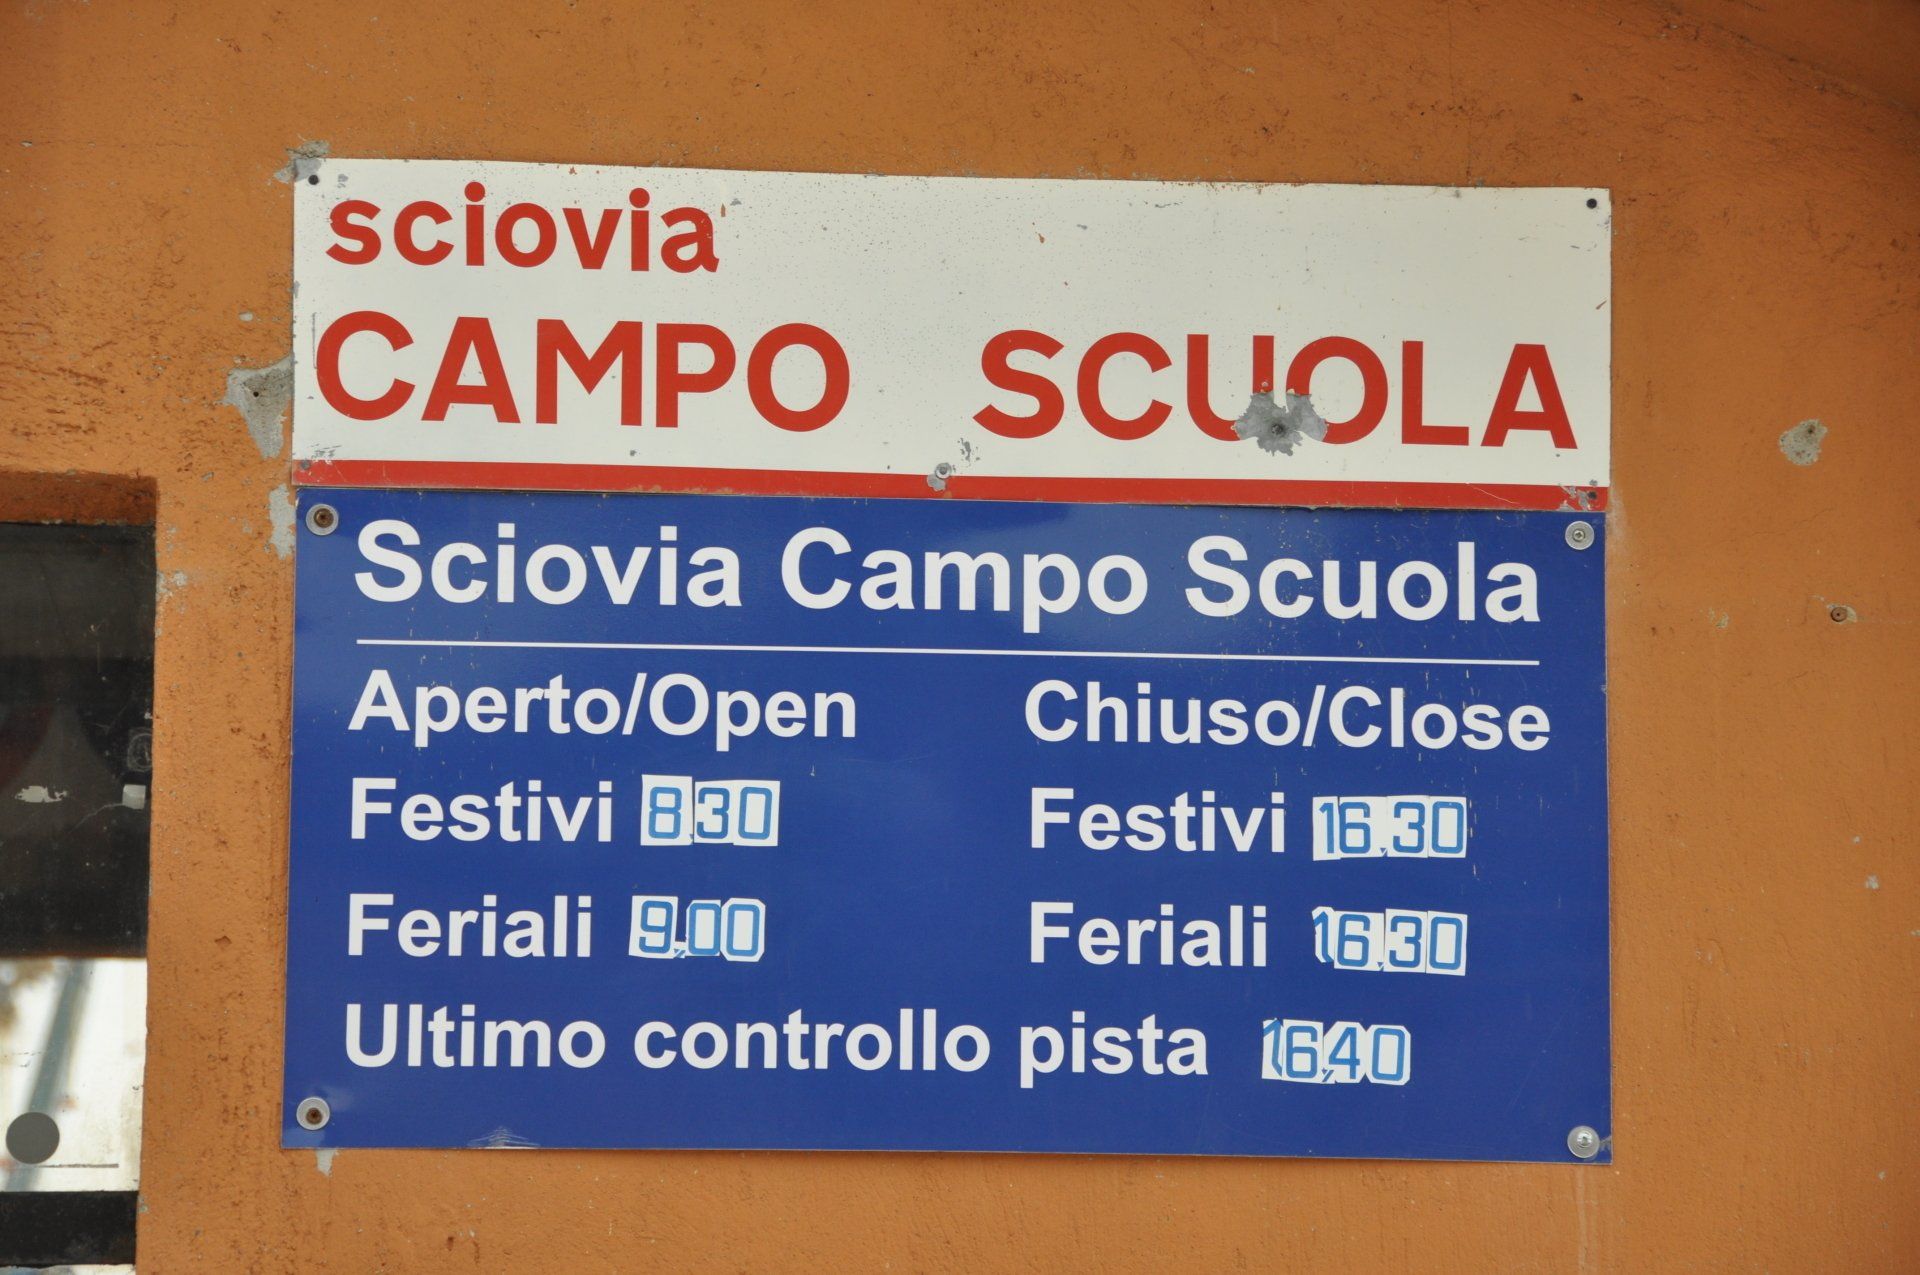 sciovia
CAMPO SCUOLA
Sciovia Campo Scuola
Aperto/Open Chiuso/Close
Festivi 8.30 Festivi 16.30
Feriali 9.00 Feriali 16.30
Ultimo controllo pista 16.40